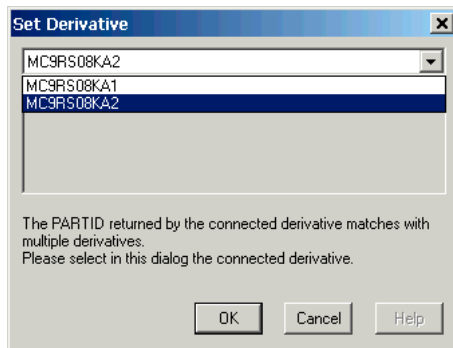 Set Derivative
MC9RS08KA2
MC9RS08KA1
MC9RS08KA2
The PARTID returned by the connected derivative matches with
multiple derivatives.
Please select in this dialog the connected derivative.
OK
Cancel
Help